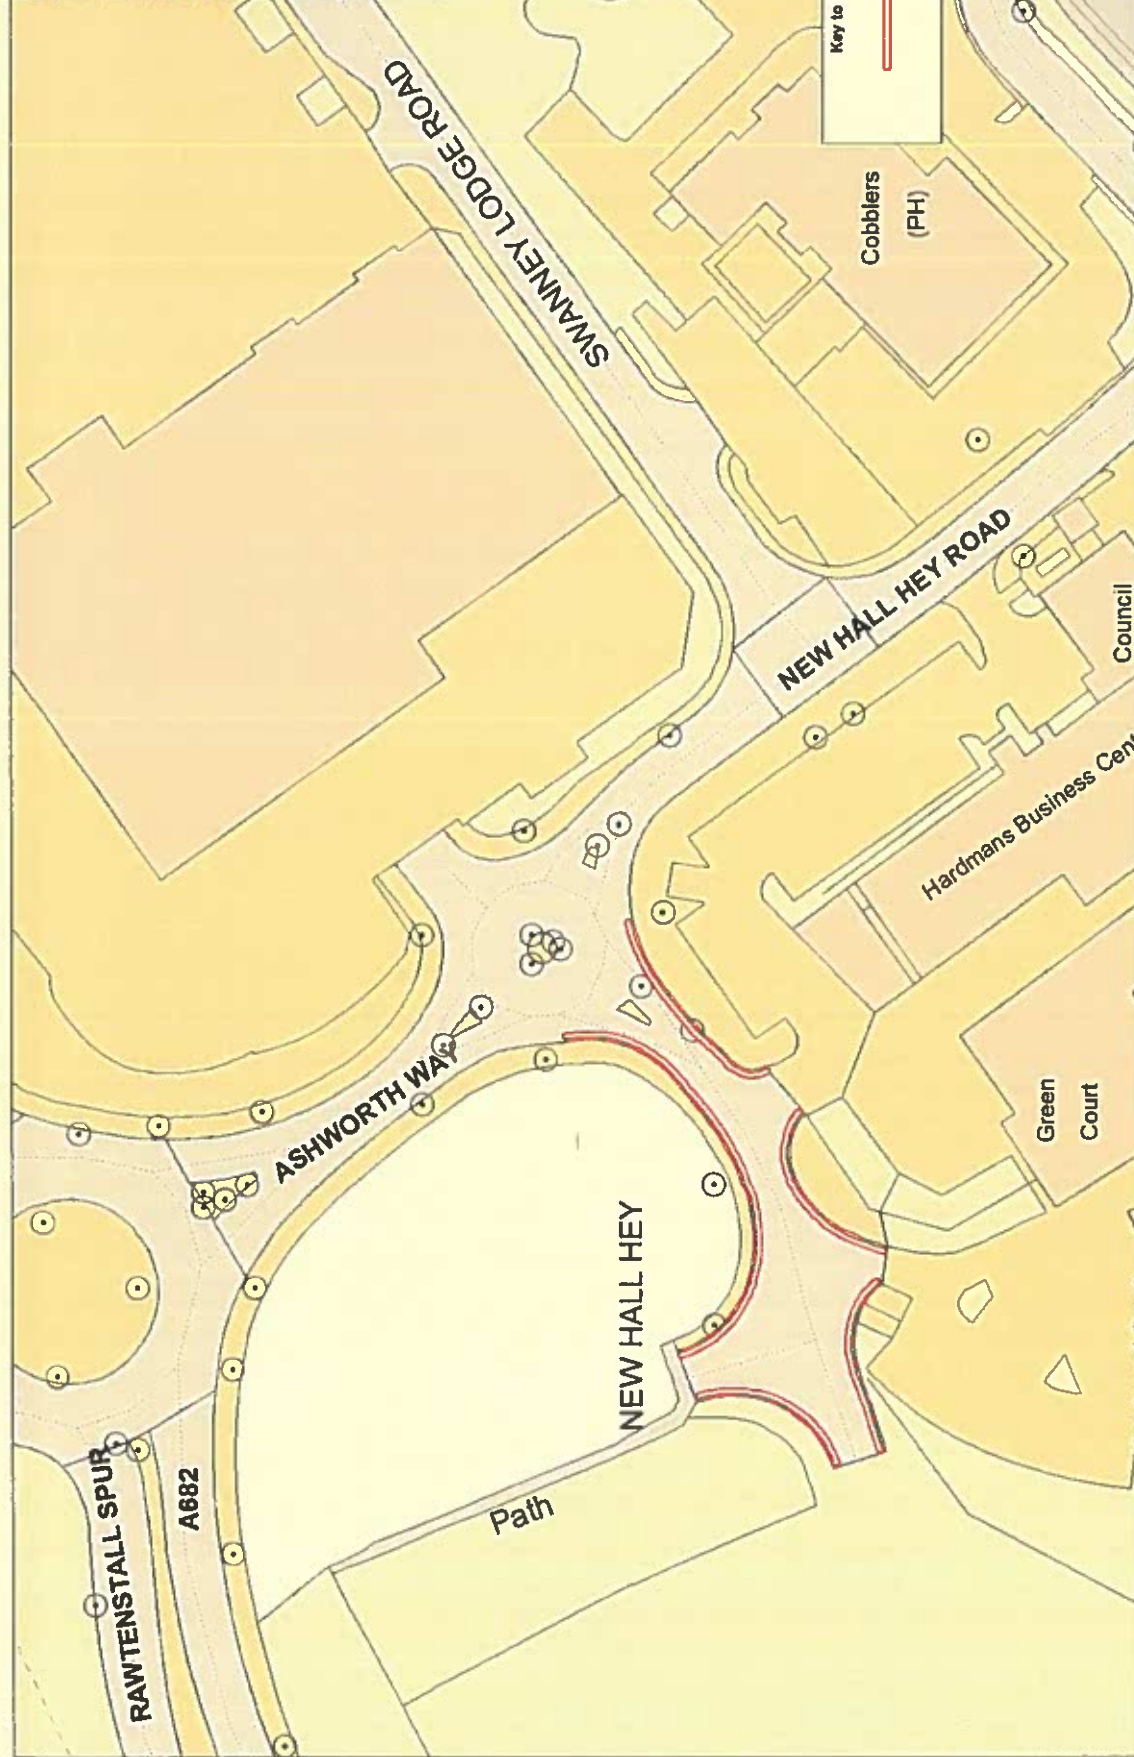 Key to
SWANNEY LODGE ROAD
Cobblers
(PH)
NEW HALL HEY ROAD
Council
Hardmans Business Cent
ASHWORTH WAY
Green
Court
NEW HALL HEY
RAWTENSTALL SPUR
A682
Path